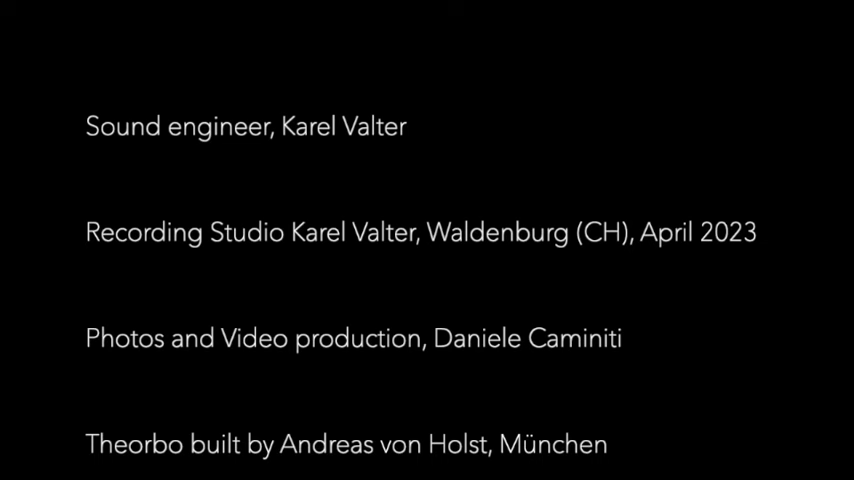 Sound engineer, Karel Valter
Recording Studio Karel Valter, Waldenburg (CH), April 2023
Photos and Video production, Daniele Caminiti
Theorbo built by Andreas von Holst, München